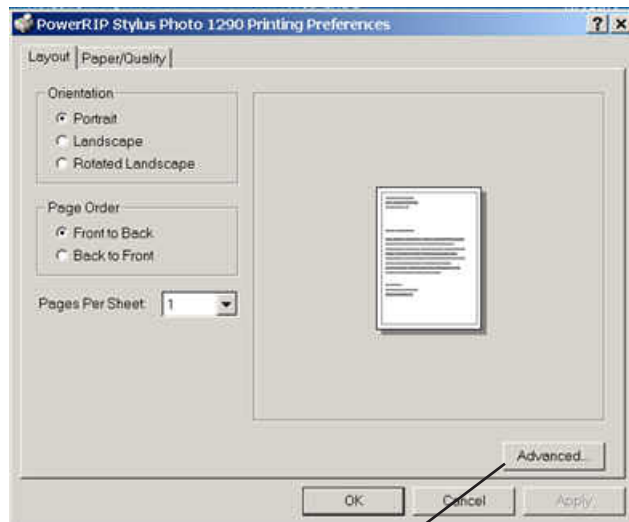 PowerRIP Stylus Photo 1290 Printing Preferences
Layout
Paper/Quality
Orientation
Portrait
Landscape
Rotated Landscape
Page Order
Front to Back
Back to Front
Pages Per Sheet: 1
Advanced...
OK
Cancel
Apply